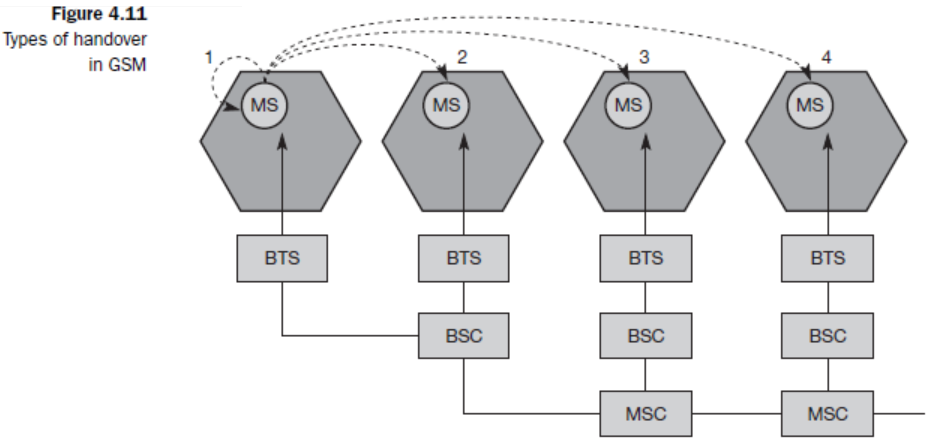 Figure 4.11
Types of handover
in GSM
1
2
3
4
MS
MS
MS
MS
BTS
BTS
BTS
BTS
BSC
BSC
BSC
MSC
MSC